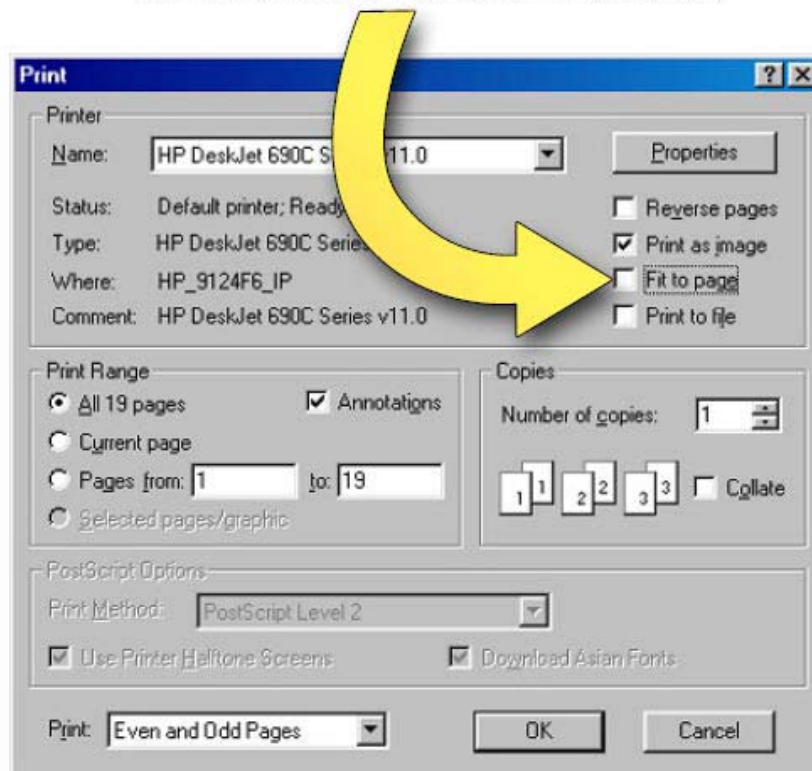 Print
Printer
Name: HP DeskJet 690C S v11.0
Properties
Status: Default printer; Ready
Reverse pages
Type: HP DeskJet 690C Series
Print as image
Where: HP_9124F6_IP
Fit to page
Comment: HP DeskJet 690C Series v11.0
Print to file
Print Range
All 19 pages
Annotations
Current page
Pages from: 1 to: 19
Selected pages/graphic
Copies
Number of copies: 1
1 1 2 2 3 3 Collate
PostScript Options
Print Method: PostScript Level 2
Use Printer Halftone Screens
Download Asian Fonts
Print: Even and Odd Pages
OK
Cancel